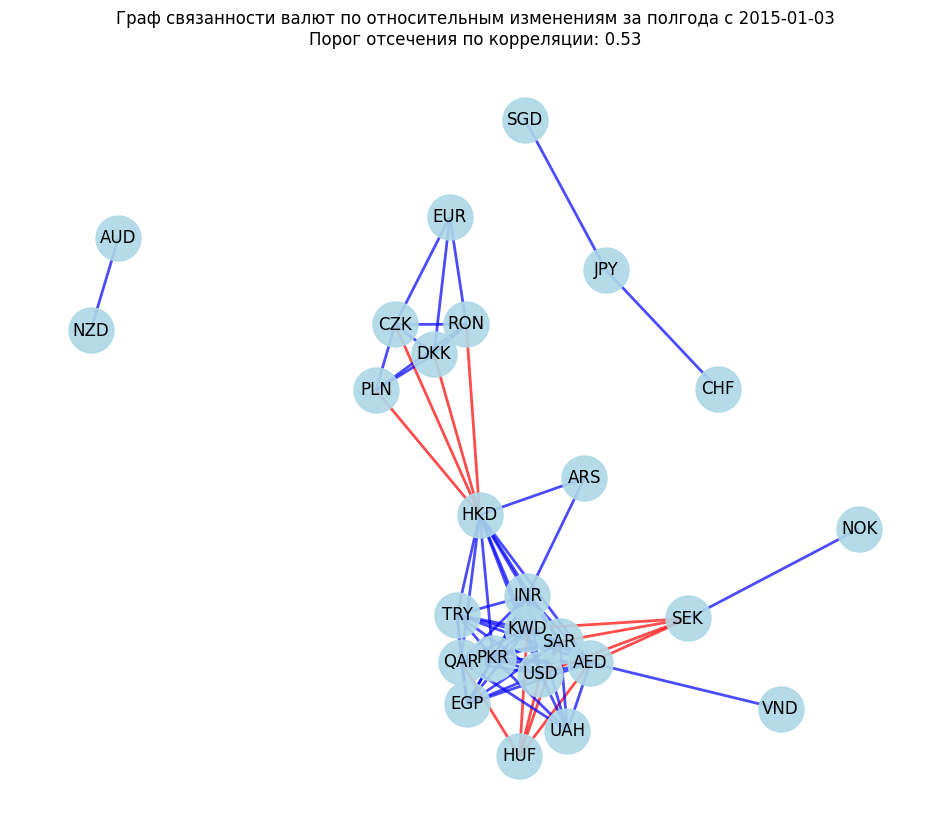 Граф связанности валют по относительным изменениям за полгода с 2015-01-03
Порог отсечения по корреляции: 0.53
SGD
EUR
AUD
JPY
CZK
RON
NZD
DKK
PLN
CHF
ARS
HKD
NOK
INR
TRY
SEK
KWD
SAR
QAR
PKR
AED
USD
EGP
VND
UAH
HUF